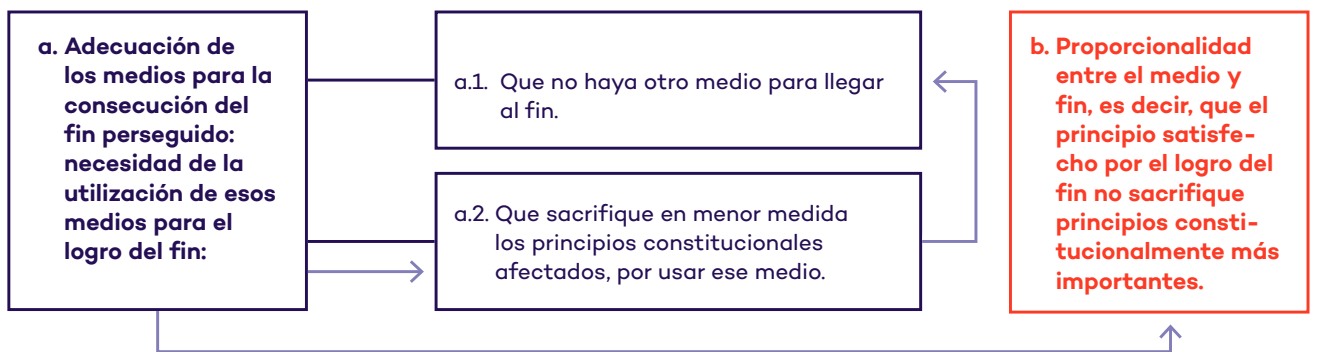 a. Adecuación de
los medios para la
consecución del
fin perseguido:
necesidad de la
utilización de esos
medios para el
logro del fin:
a.1. Que no haya otro medio para llegar
al fin.
a.2. Que sacrifique en menor medida
los principios constitucionales
afectados, por usar ese medio.
b. Proporcionalidad
entre el medio y
fin, es decir, que el
principio satisfe-
cho por el logro del
fin no sacrifique
principios consti-
tucionalmente más
importantes.